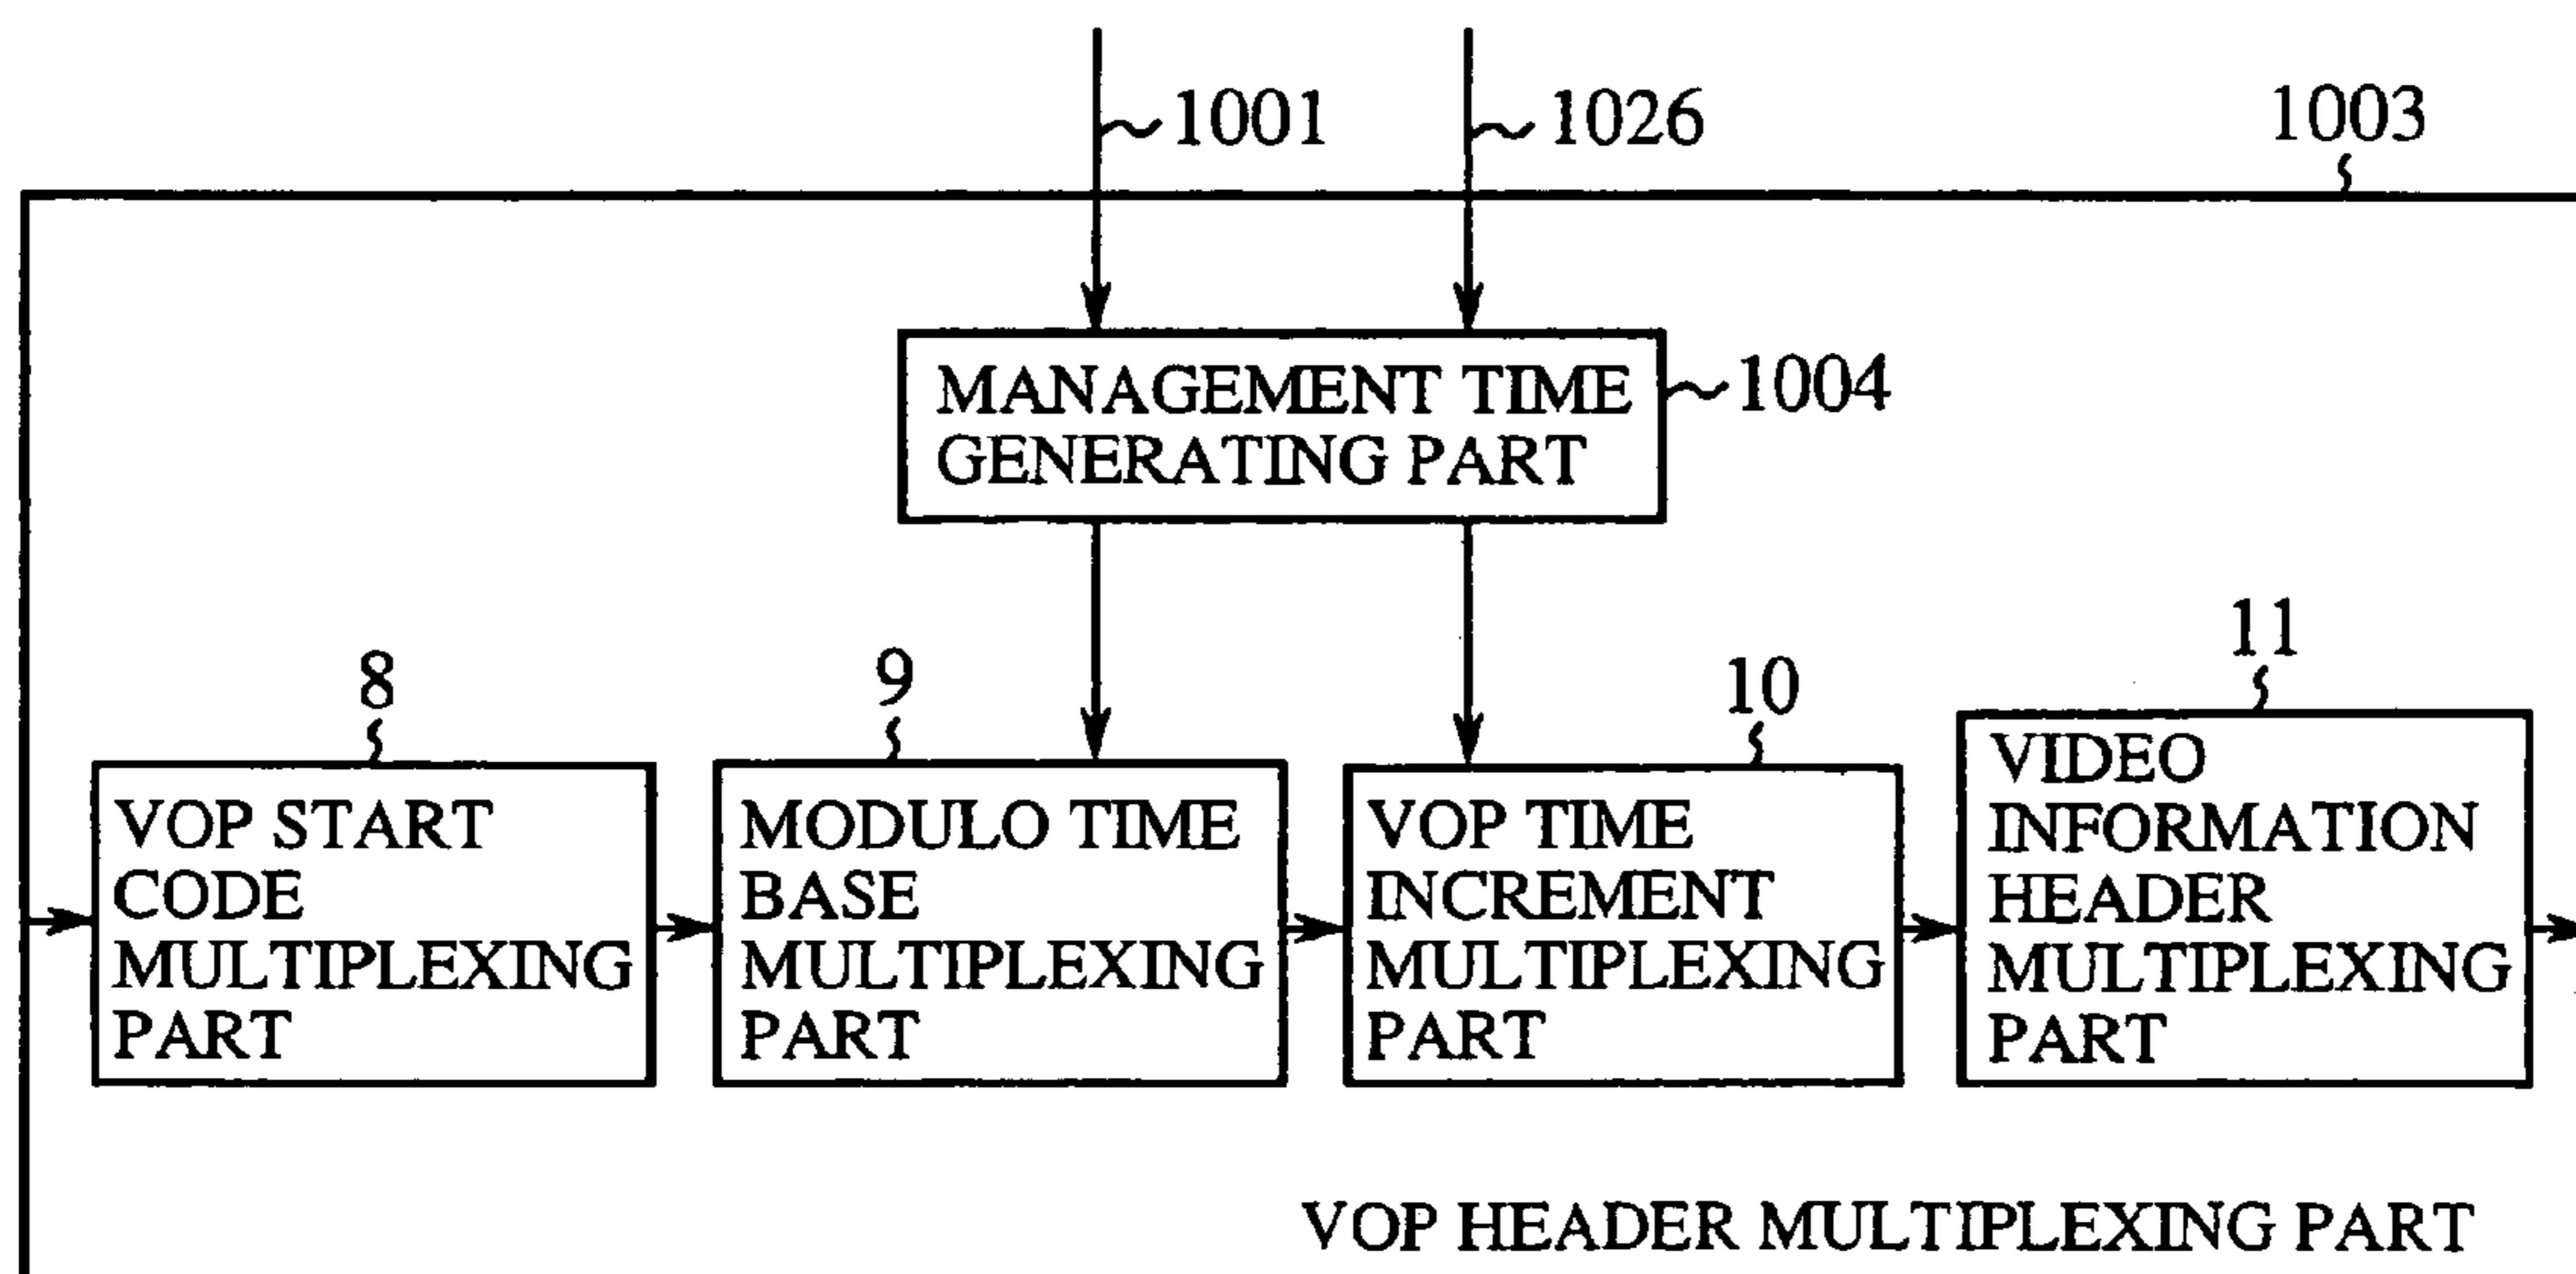 1001
1026
1003
MANAGEMENT TIME
GENERATING PART
1004
8
9
10
11
VOP START
CODE
MULTIPLEXING
PART
MODULO TIME
BASE
MULTIPLEXING
PART
VOP TIME
INCREMENT
MULTIPLEXING
PART
VIDEO
INFORMATION
HEADER
MULTIPLEXING
PART
VOP HEADER MULTIPLEXING PART